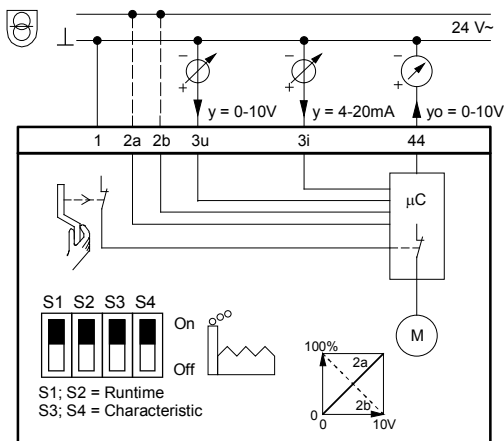 24 V~
⊥
− − −
+ + +
y = 0-10V y = 4-20mA yo = 0-10V
1 2a 2b 3u 3i 44
µC
S1 S2 S3 S4
On
Off
M
S1; S2 = Runtime
S3; S4 = Characteristic
100%
2a
2b
0
0 10V